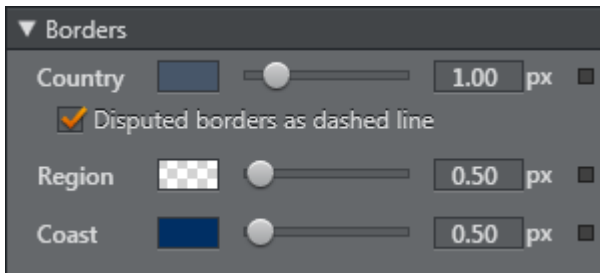 Borders
Country 1.00 px
Disputed borders as dashed line
Region 0.50 px
Coast 0.50 px